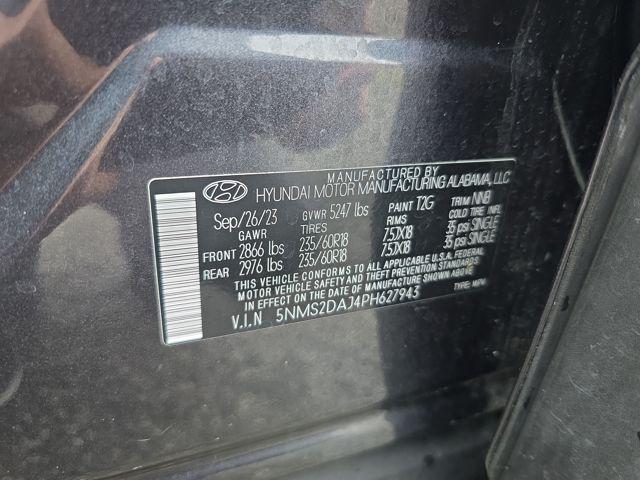 MANUFACTURED BY
HYUNDAI MOTOR MANUFACTURING ALABAMA, LLC
Sep/26/23 GVWR 5247 lbs PAINT T2G TRIM NNB
GAWR TIRES RIMS COLD TIRE INFL PRS
FRONT 2866 lbs 235/60R18 7.5JX18 35 psi SINGLE
REAR 2976 lbs 235/60R18 7.5JX18 35 psi SINGLE
THIS VEHICLE CONFORMS TO ALL APPLICABLE U.S.A. FEDERAL
MOTOR VEHICLE SAFETY AND THEFT PREVENTION STANDARDS
IN EFFECT ON THE DATE OF MANUFACTURE SHOWN ABOVE.
V.I.N 5NMS2DAJ4PH627943 TYPE: MPV